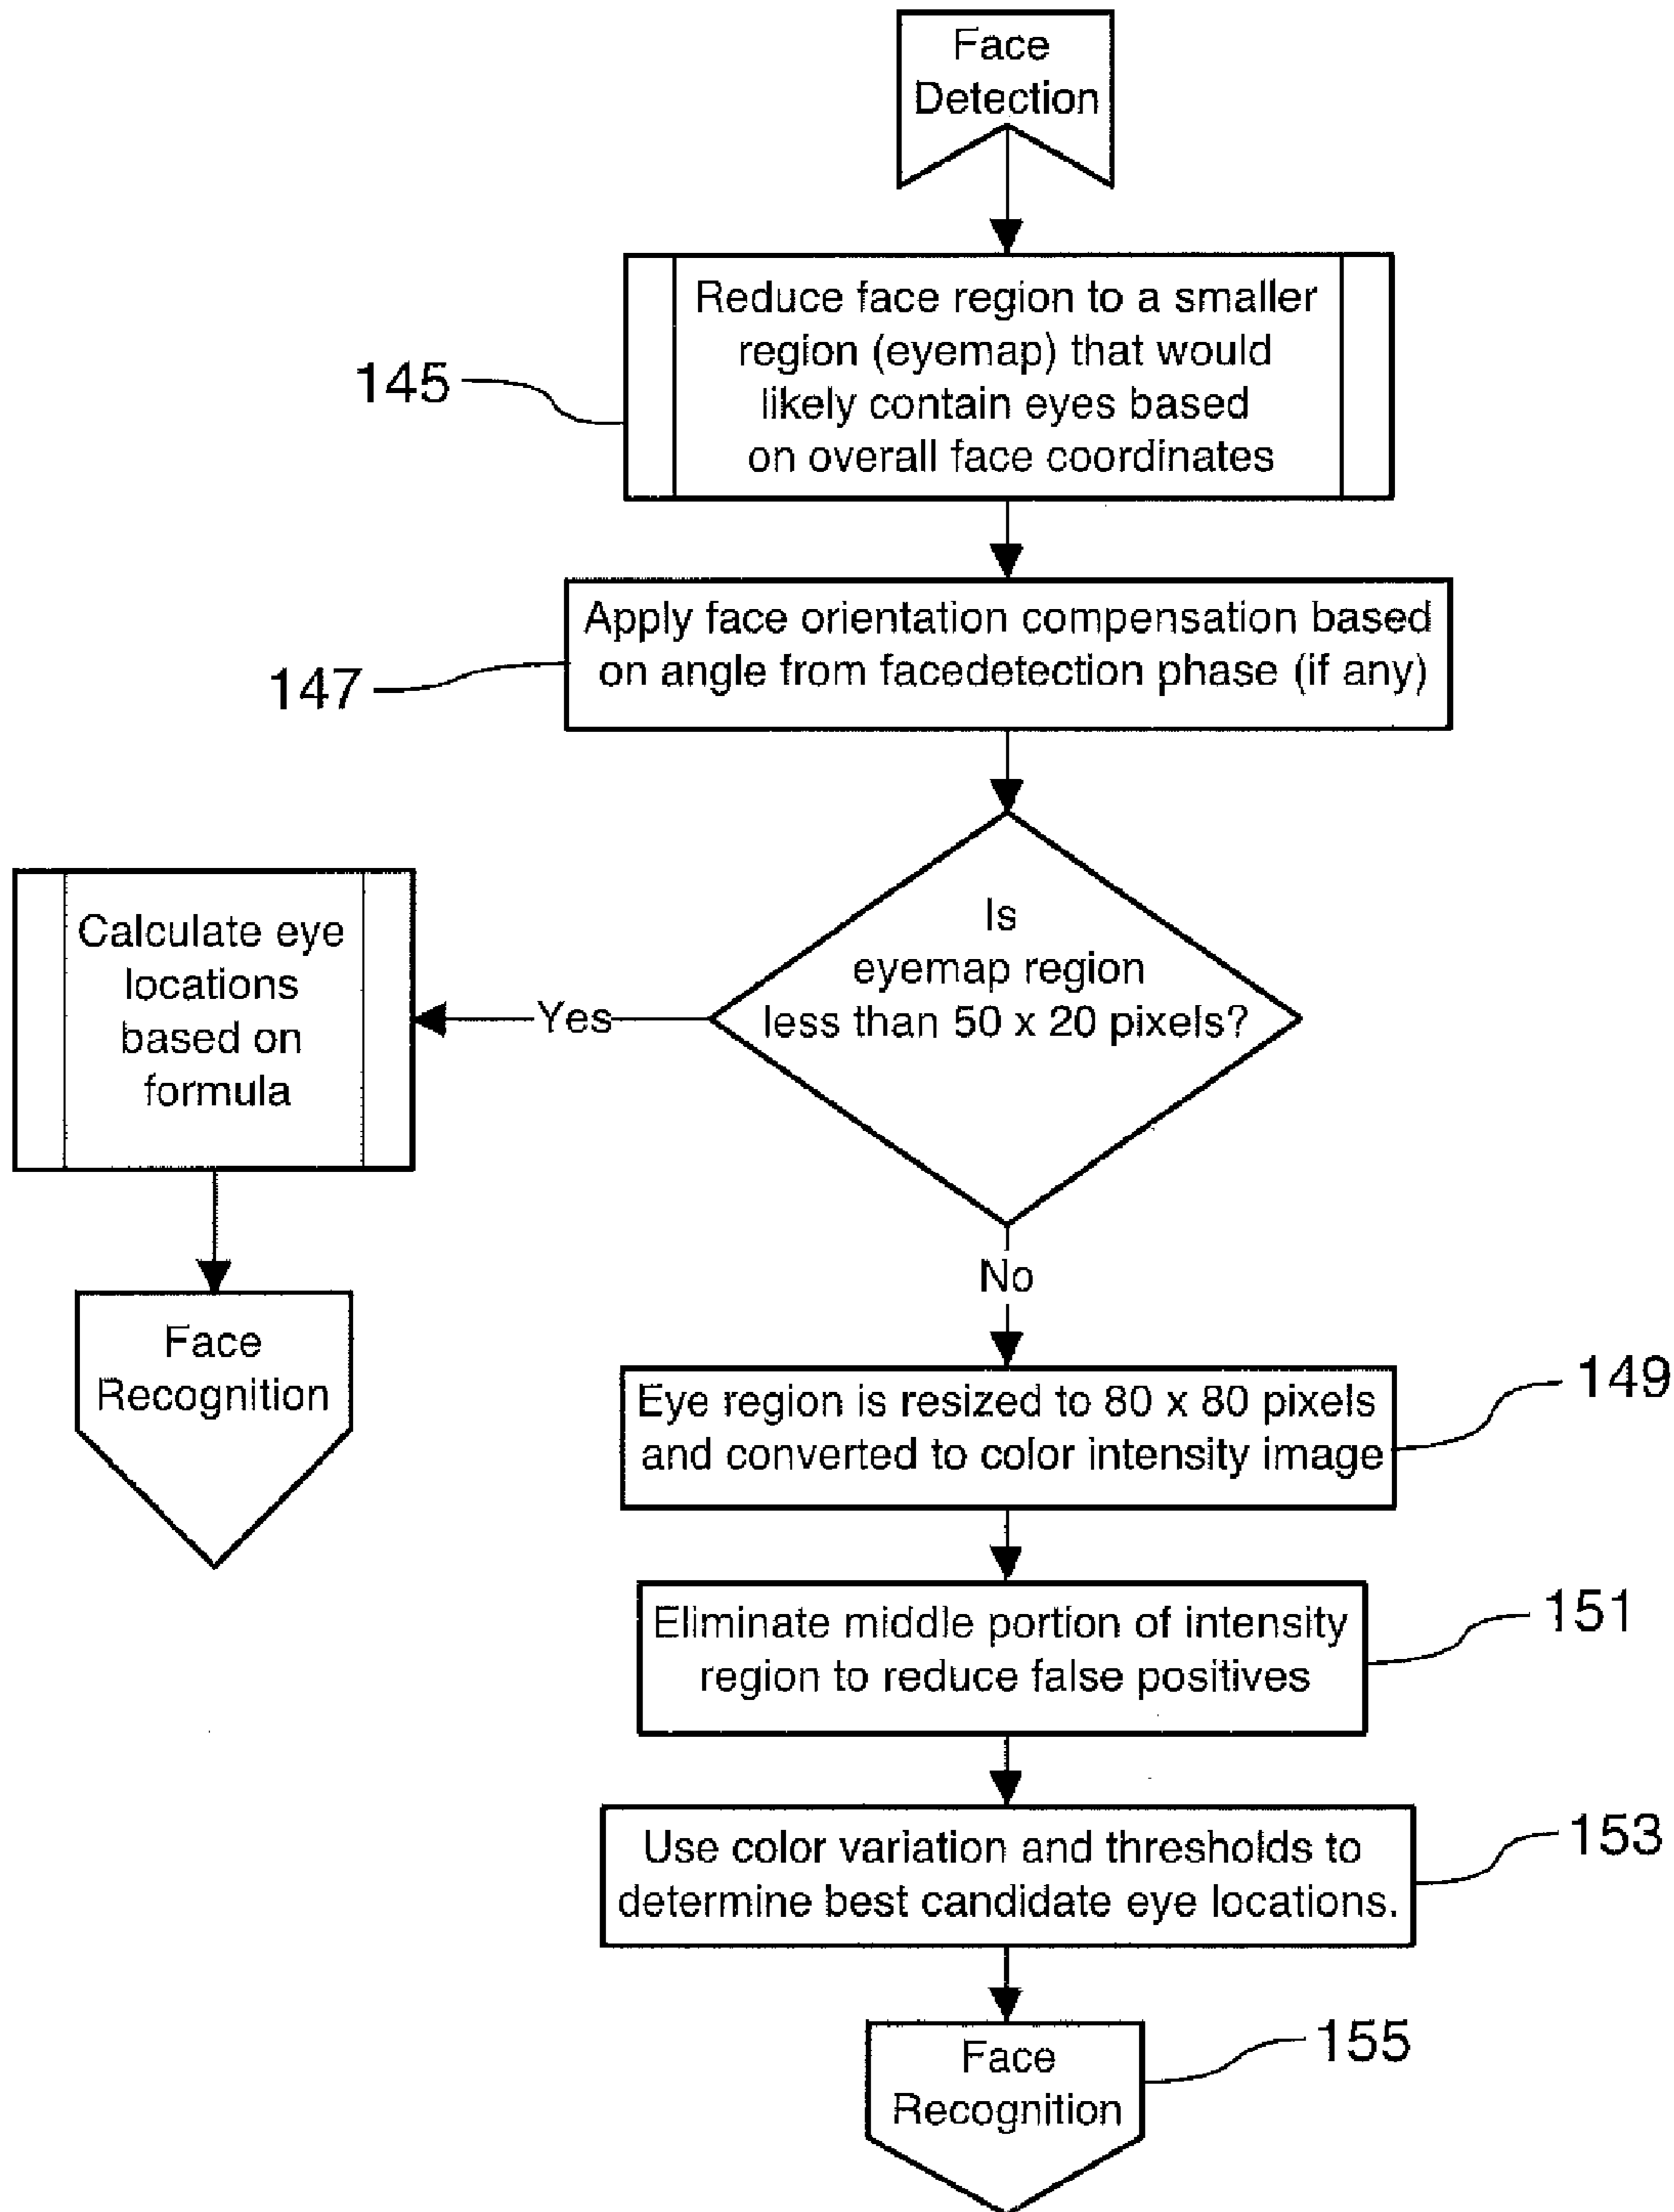 Face
Detection
Reduce face region to a smaller
region (eyemap) that would
likely contain eyes based
on overall face coordinates
145
Apply face orientation compensation based
on angle from facedetection phase (if any)
147
Is
eyemap region
less than 50 x 20 pixels?
Yes
Calculate eye
locations
based on
formula
Face
Recognition
No
Eye region is resized to 80 x 80 pixels
and converted to color intensity image
149
Eliminate middle portion of intensity
region to reduce false positives
151
Use color variation and thresholds to
determine best candidate eye locations.
153
Face
Recognition
155